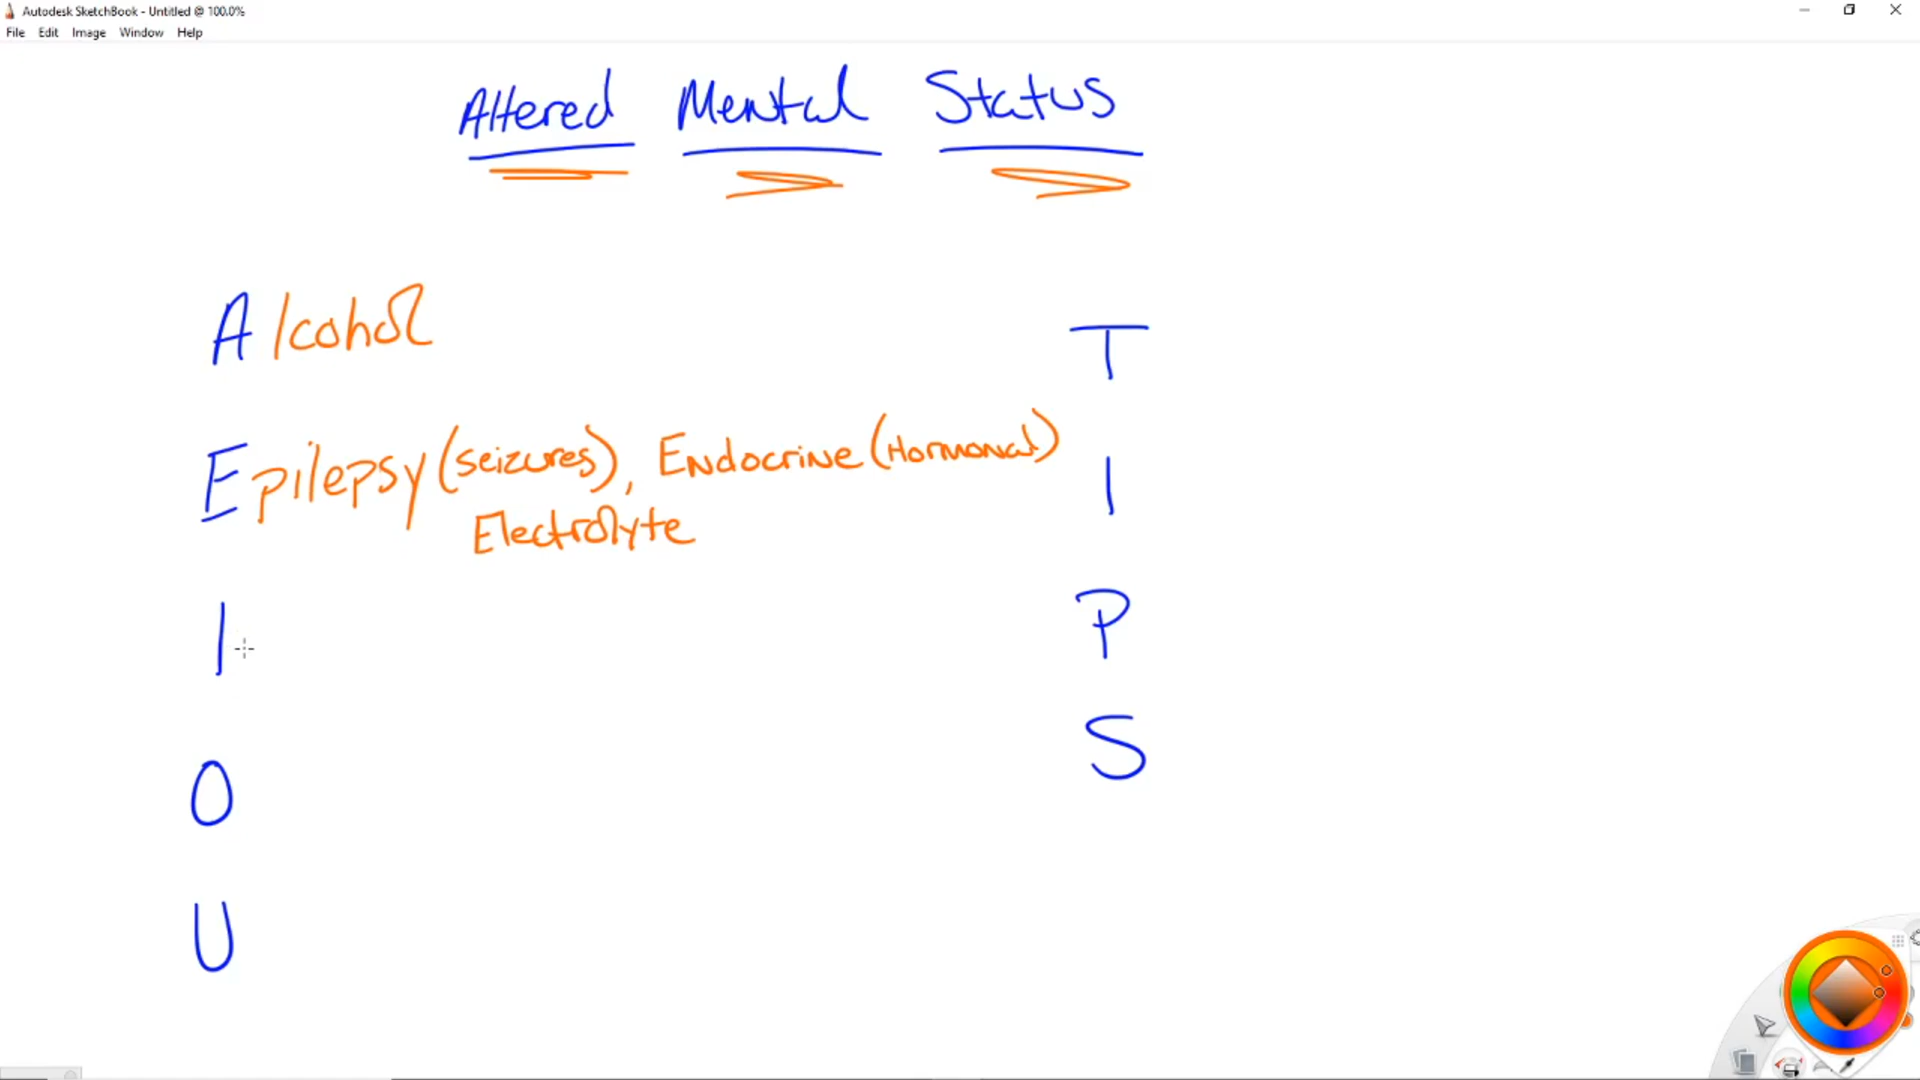 Autodesk SketchBook - Untitled @ 100.0%
File Edit Image Window Help
Altered Mental Status
Alcohol
Epilepsy (seizures), Endocrine (Hormonal)
Electrolyte
I
O
U
T
I
P
S